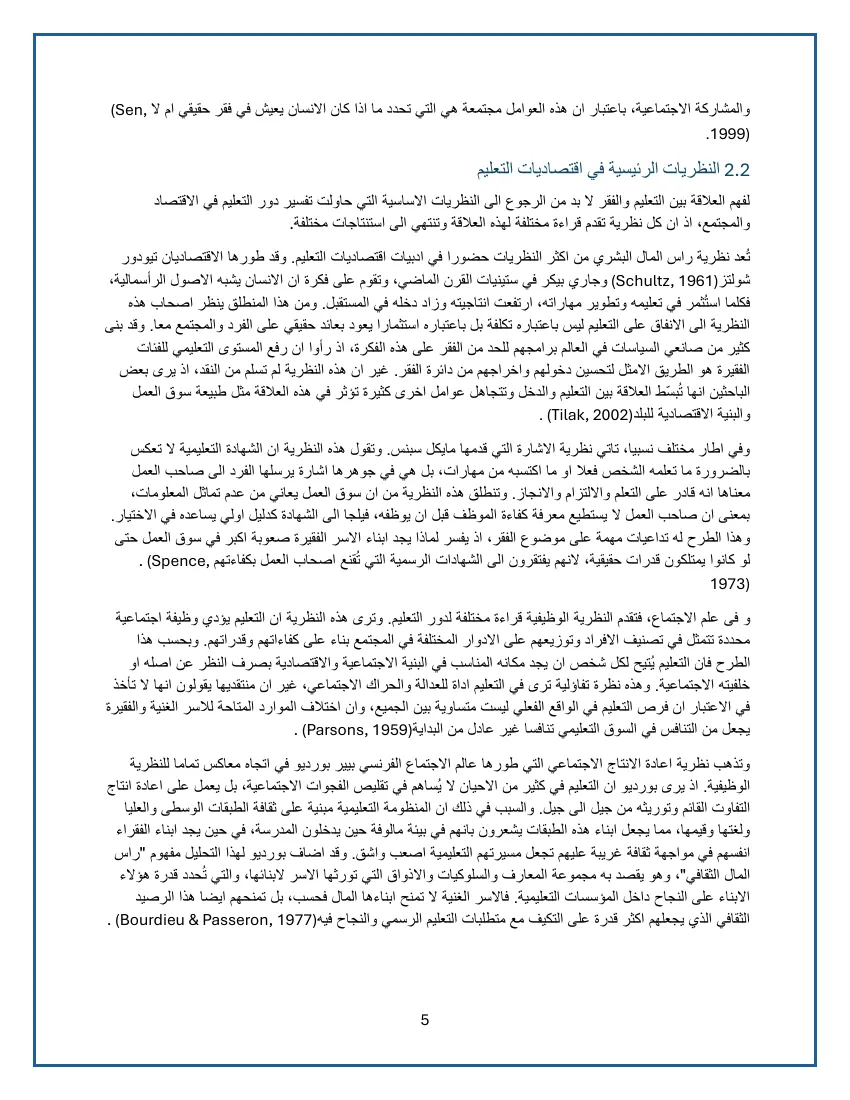 والمشاركة الاجتماعية، باعتبار ان هذه العوامل مجتمعة هي التي تحدد ما اذا كان الانسان يعيش في فقر حقيقي ام لا (Sen,
1999).
2.2 النظريات الرئيسية في اقتصاديات التعليم
لفهم العلاقة بين التعليم والفقر لا بد من الرجوع الى النظريات الاساسية التي حاولت تفسير دور التعليم في الاقتصاد
والمجتمع، اذ ان كل نظرية تقدم قراءة مختلفة لهذه العلاقة وتنتهي الى استنتاجات مختلفة.
تُعد نظرية راس المال البشري من اكثر النظريات حضورا في ادبيات اقتصاديات التعليم. وقد طورها الاقتصاديان تيودور
شولتز(Schultz, 1961) وجاري بيكر في ستينيات القرن الماضي، وتقوم على فكرة ان الانسان يشبه الاصول الرأسمالية،
فكلما استُثمر في تعليمه وتطوير مهاراته، ارتفعت انتاجيته وزاد دخله في المستقبل. ومن هذا المنطلق ينظر اصحاب هذه
النظرية الى الانفاق على التعليم ليس باعتباره تكلفة بل باعتباره استثمارا يعود بعائد حقيقي على الفرد والمجتمع معا. وقد بنى
كثير من صانعي السياسات في العالم برامجهم للحد من الفقر على هذه الفكرة، اذ رأوا ان رفع المستوى التعليمي للفئات
الفقيرة هو الطريق الامثل لتحسين دخولهم واخراجهم من دائرة الفقر. غير ان هذه النظرية لم تسلم من النقد، اذ يرى بعض
الباحثين انها تُبسّط العلاقة بين التعليم والدخل وتتجاهل عوامل اخرى كثيرة تؤثر في هذه العلاقة مثل طبيعة سوق العمل
والبنية الاقتصادية للبلد(Tilak, 2002) .
وفي اطار مختلف نسبيا، تاتي نظرية الاشارة التي قدمها مايكل سبنس. وتقول هذه النظرية ان الشهادة التعليمية لا تعكس
بالضرورة ما تعلمه الشخص فعلا او ما اكتسبه من مهارات، بل هي في جوهرها اشارة يرسلها الفرد الى صاحب العمل
معناها انه قادر على التعلم والالتزام والانجاز. وتنطلق هذه النظرية من ان سوق العمل يعاني من عدم تماثل المعلومات،
بمعنى ان صاحب العمل لا يستطيع معرفة كفاءة الموظف قبل ان يوظفه، فيلجا الى الشهادة كدليل اولي يساعده في الاختيار.
وهذا الطرح له تداعيات مهمة على موضوع الفقر، اذ يفسر لماذا يجد ابناء الاسر الفقيرة صعوبة اكبر في سوق العمل حتى
لو كانوا يمتلكون قدرات حقيقية، لانهم يفتقرون الى الشهادات الرسمية التي تُقنع اصحاب العمل بكفاءتهم (Spence, .
1973)
و فى علم الاجتماع، فتقدم النظرية الوظيفية قراءة مختلفة لدور التعليم. وترى هذه النظرية ان التعليم يؤدي وظيفة اجتماعية
محددة تتمثل في تصنيف الافراد وتوزيعهم على الادوار المختلفة في المجتمع بناء على كفاءاتهم وقدراتهم. وبحسب هذا
الطرح فان التعليم يُتيح لكل شخص ان يجد مكانه المناسب في البنية الاجتماعية والاقتصادية بصرف النظر عن اصله او
خلفيته الاجتماعية. وهذه نظرة تفاؤلية ترى في التعليم اداة للعدالة والحراك الاجتماعي، غير ان منتقديها يقولون انها لا تأخذ
في الاعتبار ان فرص التعليم في الواقع الفعلي ليست متساوية بين الجميع، وان اختلاف الموارد المتاحة للاسر الغنية والفقيرة
يجعل من التنافس في السوق التعليمي تنافسا غير عادل من البداية(Parsons, 1959) .
وتذهب نظرية اعادة الانتاج الاجتماعي التي طورها عالم الاجتماع الفرنسي بيير بورديو في اتجاه معاكس تماما للنظرية
الوظيفية. اذ يرى بورديو ان التعليم في كثير من الاحيان لا يُساهم في تقليص الفجوات الاجتماعية، بل يعمل على اعادة انتاج
التفاوت القائم وتوريثه من جيل الى جيل. والسبب في ذلك ان المنظومة التعليمية مبنية على ثقافة الطبقات الوسطى والعليا
ولغتها وقيمها، مما يجعل ابناء هذه الطبقات يشعرون بانهم في بيئة مالوفة حين يدخلون المدرسة، في حين يجد ابناء الفقراء
انفسهم في مواجهة ثقافة غريبة عليهم تجعل مسيرتهم التعليمية اصعب واشق. وقد اضاف بورديو لهذا التحليل مفهوم "راس
المال الثقافي"، وهو يقصد به مجموعة المعارف والسلوكيات والاذواق التي تورثها الاسر لابنائها، والتي تُحدد قدرة هؤلاء
الابناء على النجاح داخل المؤسسات التعليمية. فالاسر الغنية لا تمنح ابناءها المال فحسب، بل تمنحهم ايضا هذا الرصيد
الثقافي الذي يجعلهم اكثر قدرة على التكيف مع متطلبات التعليم الرسمي والنجاح فيه(Bourdieu & Passeron, 1977) .
5